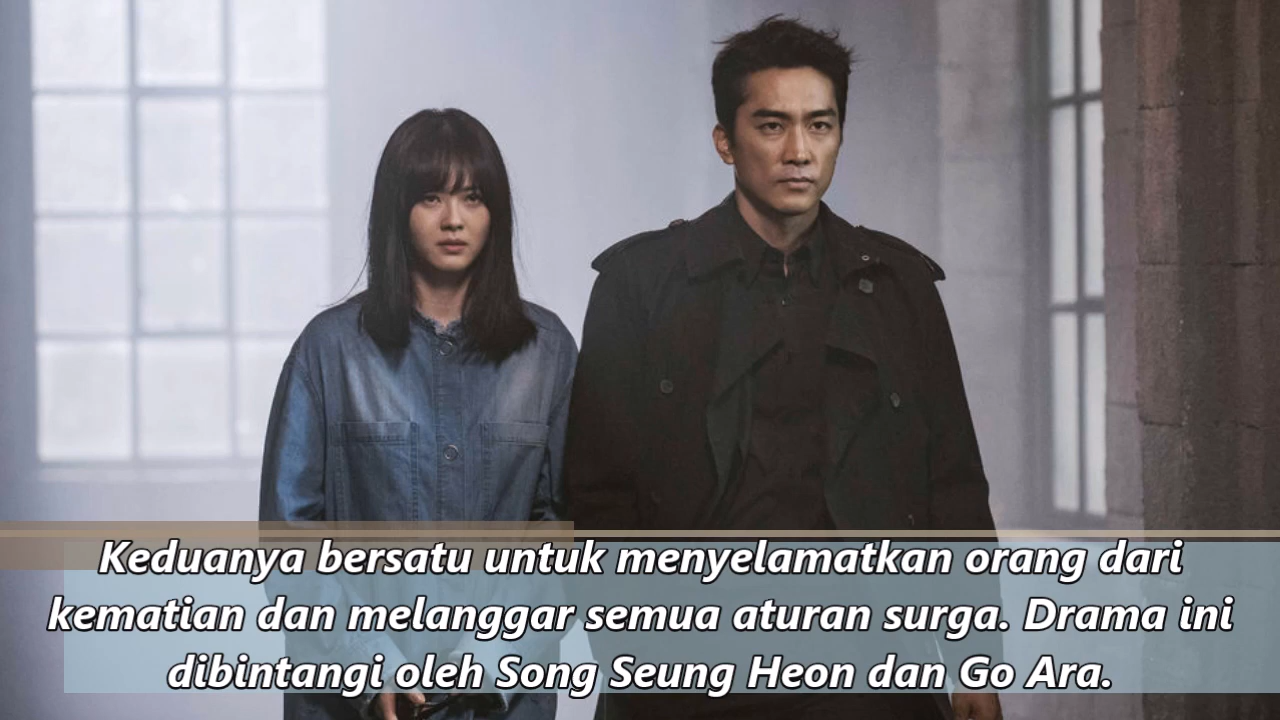 Keduanya bersatu untuk menyelamatkan orang dari
kematian dan melanggar semua aturan surga. Drama ini
dibintangi oleh Song Seung Heon dan Go Ara.